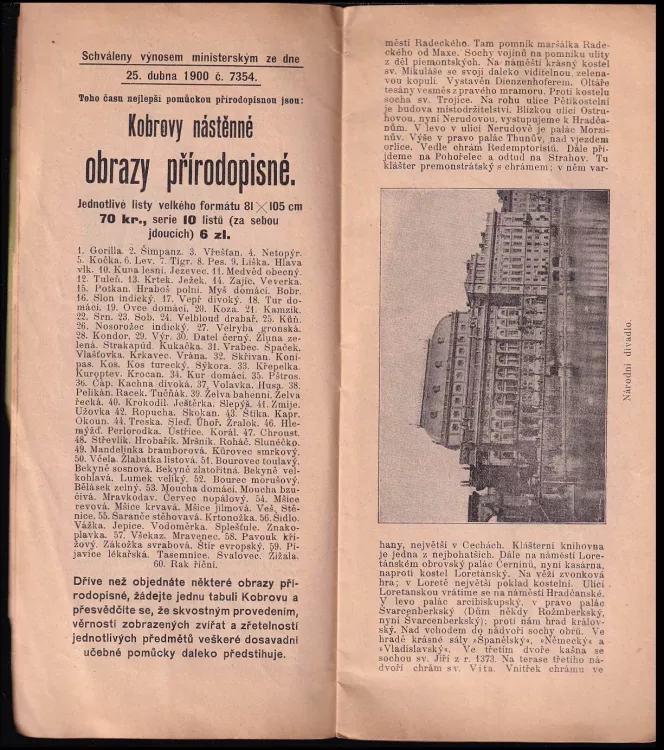 Schváleny výnosem ministerským ze dne
25. dubna 1900 č. 7354.
Toho času nejlepší pomůckou přírodopisnou jsou:
Kobrovy nástěnné
obrazy přírodopisné.
Jednotlivé listy velkého formátu 81×105 cm
70 kr., serie 10 listů (za sebou
jdoucích) 6 zl.
1. Gorilla. 2. Šimpanz. 3. Vřešťan. 4. Netopýr.
5. Kočka. 6. Lev. 7. Tigr. 8. Pes. 9. Liška. Hlava
vlk. 10. Kuna lesní. Jezevec. 11. Medvěd obecný.
12. Tuleň. 13. Krtek. Ježek. 14. Zajíc. Veverka.
15. Potkan. Hraboš polní. Myš domácí. Bobr.
16. Slon indický. 17. Vepř divoký. 18. Tur do-
mácí. 19. Ovce domácí. 20. Koza. 21. Kamzík.
22. Srn. 23. Sob. 24. Velbloud drabař. 25. Kůň.
26. Nosorožec indický. 27. Velryba gronská.
28. Kondor. 29. Výr. 30. Datel černý. Žluna ze-
lená. Strakapúd. Kukačka. 31. Vrabec. Špaček.
Vlašťovka. Krkavec. Vrána. 32. Skřivan. Koni-
pas. Kos. Kos turecký. Sýkora. 33. Křepelka.
Kuroptev. Krocan. 34. Kur domácí. 35. Pštros.
36. Čáp. Kachna divoká. 37. Volavka. Husa. 38.
Pelikán. Racek. Tučňák. 39. Želva bahenní. Želva
řecká. 40. Krokodil. Ještěrka. Slepýš. 41. Zmije.
Užovka 42. Ropucha. Skokan. 43. Štika. Kapr.
Okoun. 44. Treska. Sleď. Úhoř. Žralok. 46. Hle-
mýžď. Perlorodka. Ústřice. Korál. 47. Chroust.
48. Střevlík. Hrobařík. Mršník. Roháč. Slunéčko.
49. Mandelinka bramborová. Kůrovec smrkový.
50. Včela. Žlabatka listová. 51. Bourovec toulavý.
Bekyně sosnová. Bekyně zlatořitná. Bekyně vel-
kohlavá. Lumek veliký. 52. Bourec morušový.
Bělásek zelný. 53. Moucha domácí. Moucha bzu-
čivá. Mravkodav. Červec nopálový. 54. Mšice
révová. Mšice krvavá. Mšice jilmová. Veš. Ště-
nice. 55. Saranče stěhovavá. Krtonožka. 56. Šídlo.
Vážka. Jepice. Vodoměrka. Splešťule. Znako-
plavka. 57. Všekaz. Mravenec. 58. Pavouk kří-
žový. Zákožka svrabová. Štír evropský. 59. Pi-
javice lékařská. Tasemnice. Svalovec. Žížala.
60. Rak říční.
Dříve než objednáte některé obrazy pří-
rodopisné, žádejte jednu tabuli Kobrovu a
přesvědčíte se, že skvostným provedením,
věrností zobrazených zvířat a zřetelností
jednotlivých předmětů veškeré dosavadní
učebné pomůcky daleko předstihuje.
městí Radeckého. Tam pomník maršálka Rade-
ckého od Maxe. Sochy vojínů na pomníku ulity
z děl piemontských. Na náměstí krásný kostel
sv. Mikuláše se svojí daleko viditelnou, zelena-
vou kopulí. Vystavěn Dienzenhoferem. Oltáře
tesány vesměs z pravého mramoru. Proti kostelu
socha sv. Trojice. Na rohu ulice Pětikostelní
je budova místodržitelství. Blízkou ulicí Ostru-
hovou, nyní Nerudovou, vystupujeme k Hradča-
nům. V levo v ulici Nerudově je palác Morzi-
nův. Výše v pravo palác Thunův, nad vjezdem
orlice. Vedle chrám Redemptoristů. Dále při-
jdeme na Pohořelec a odtud na Strahov. Tu
klášter premonstrátský s chrámem; v něm var-
Národní divadlo.
hany, největší v Čechách. Klášterní knihovna
je jedna z nejbohatších. Dále na náměstí Lore-
tánském obrovský palác Černínů, nyní kasárna,
naproti kostel Loretánský. Na věži zvonková
hra; v Loretě největší poklad kostelní. Ulicí
Loretanskou vrátíme se na náměstí Hradčanské.
V levo palác arcibiskupský, v pravo palác
Švarcenberkský (Dům někdy Rožmberkský,
nyní Švarcenberkský); proti nám hrad králov-
ský. Nad vchodem do nádvoří sochy obrů. Ve
hradě krásné sály »Španělský«, »Německý« a
»Vladislavský«. Ve třetím dvoře kašna se
sochou sv. Jiří z r. 1373. Na terase třetího ná-
dvoří chrám sv. Víta. Vnitřek chrámu ve